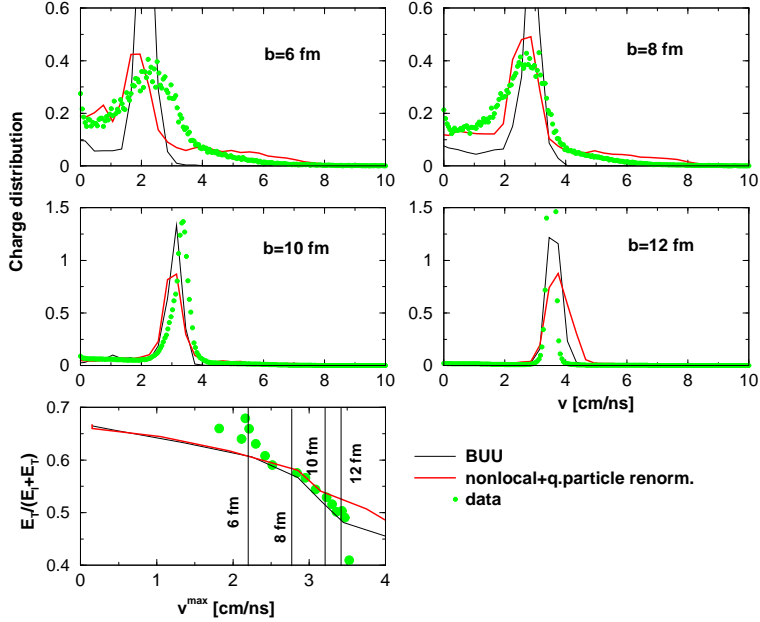 0.6
0.4
0.2
0
0 2 4 6 8 10
b=6 fm
0.6
0.4
0.2
0
0 2 4 6 8 10
b=8 fm
Charge distribution
1.5
1
0.5
0
0 2 4 6 8 10
b=10 fm
1.5
1
0.5
0
0 2 4 6 8 10
b=12 fm
v [cm/ns]
0.7
0.6
0.5
0.4
0 1 2 3 4
E_T/(E_l+E_T)
6 fm
8 fm
10 fm
12 fm
v^max [cm/ns]
BUU
nonlocal+q.particle renorm.
data